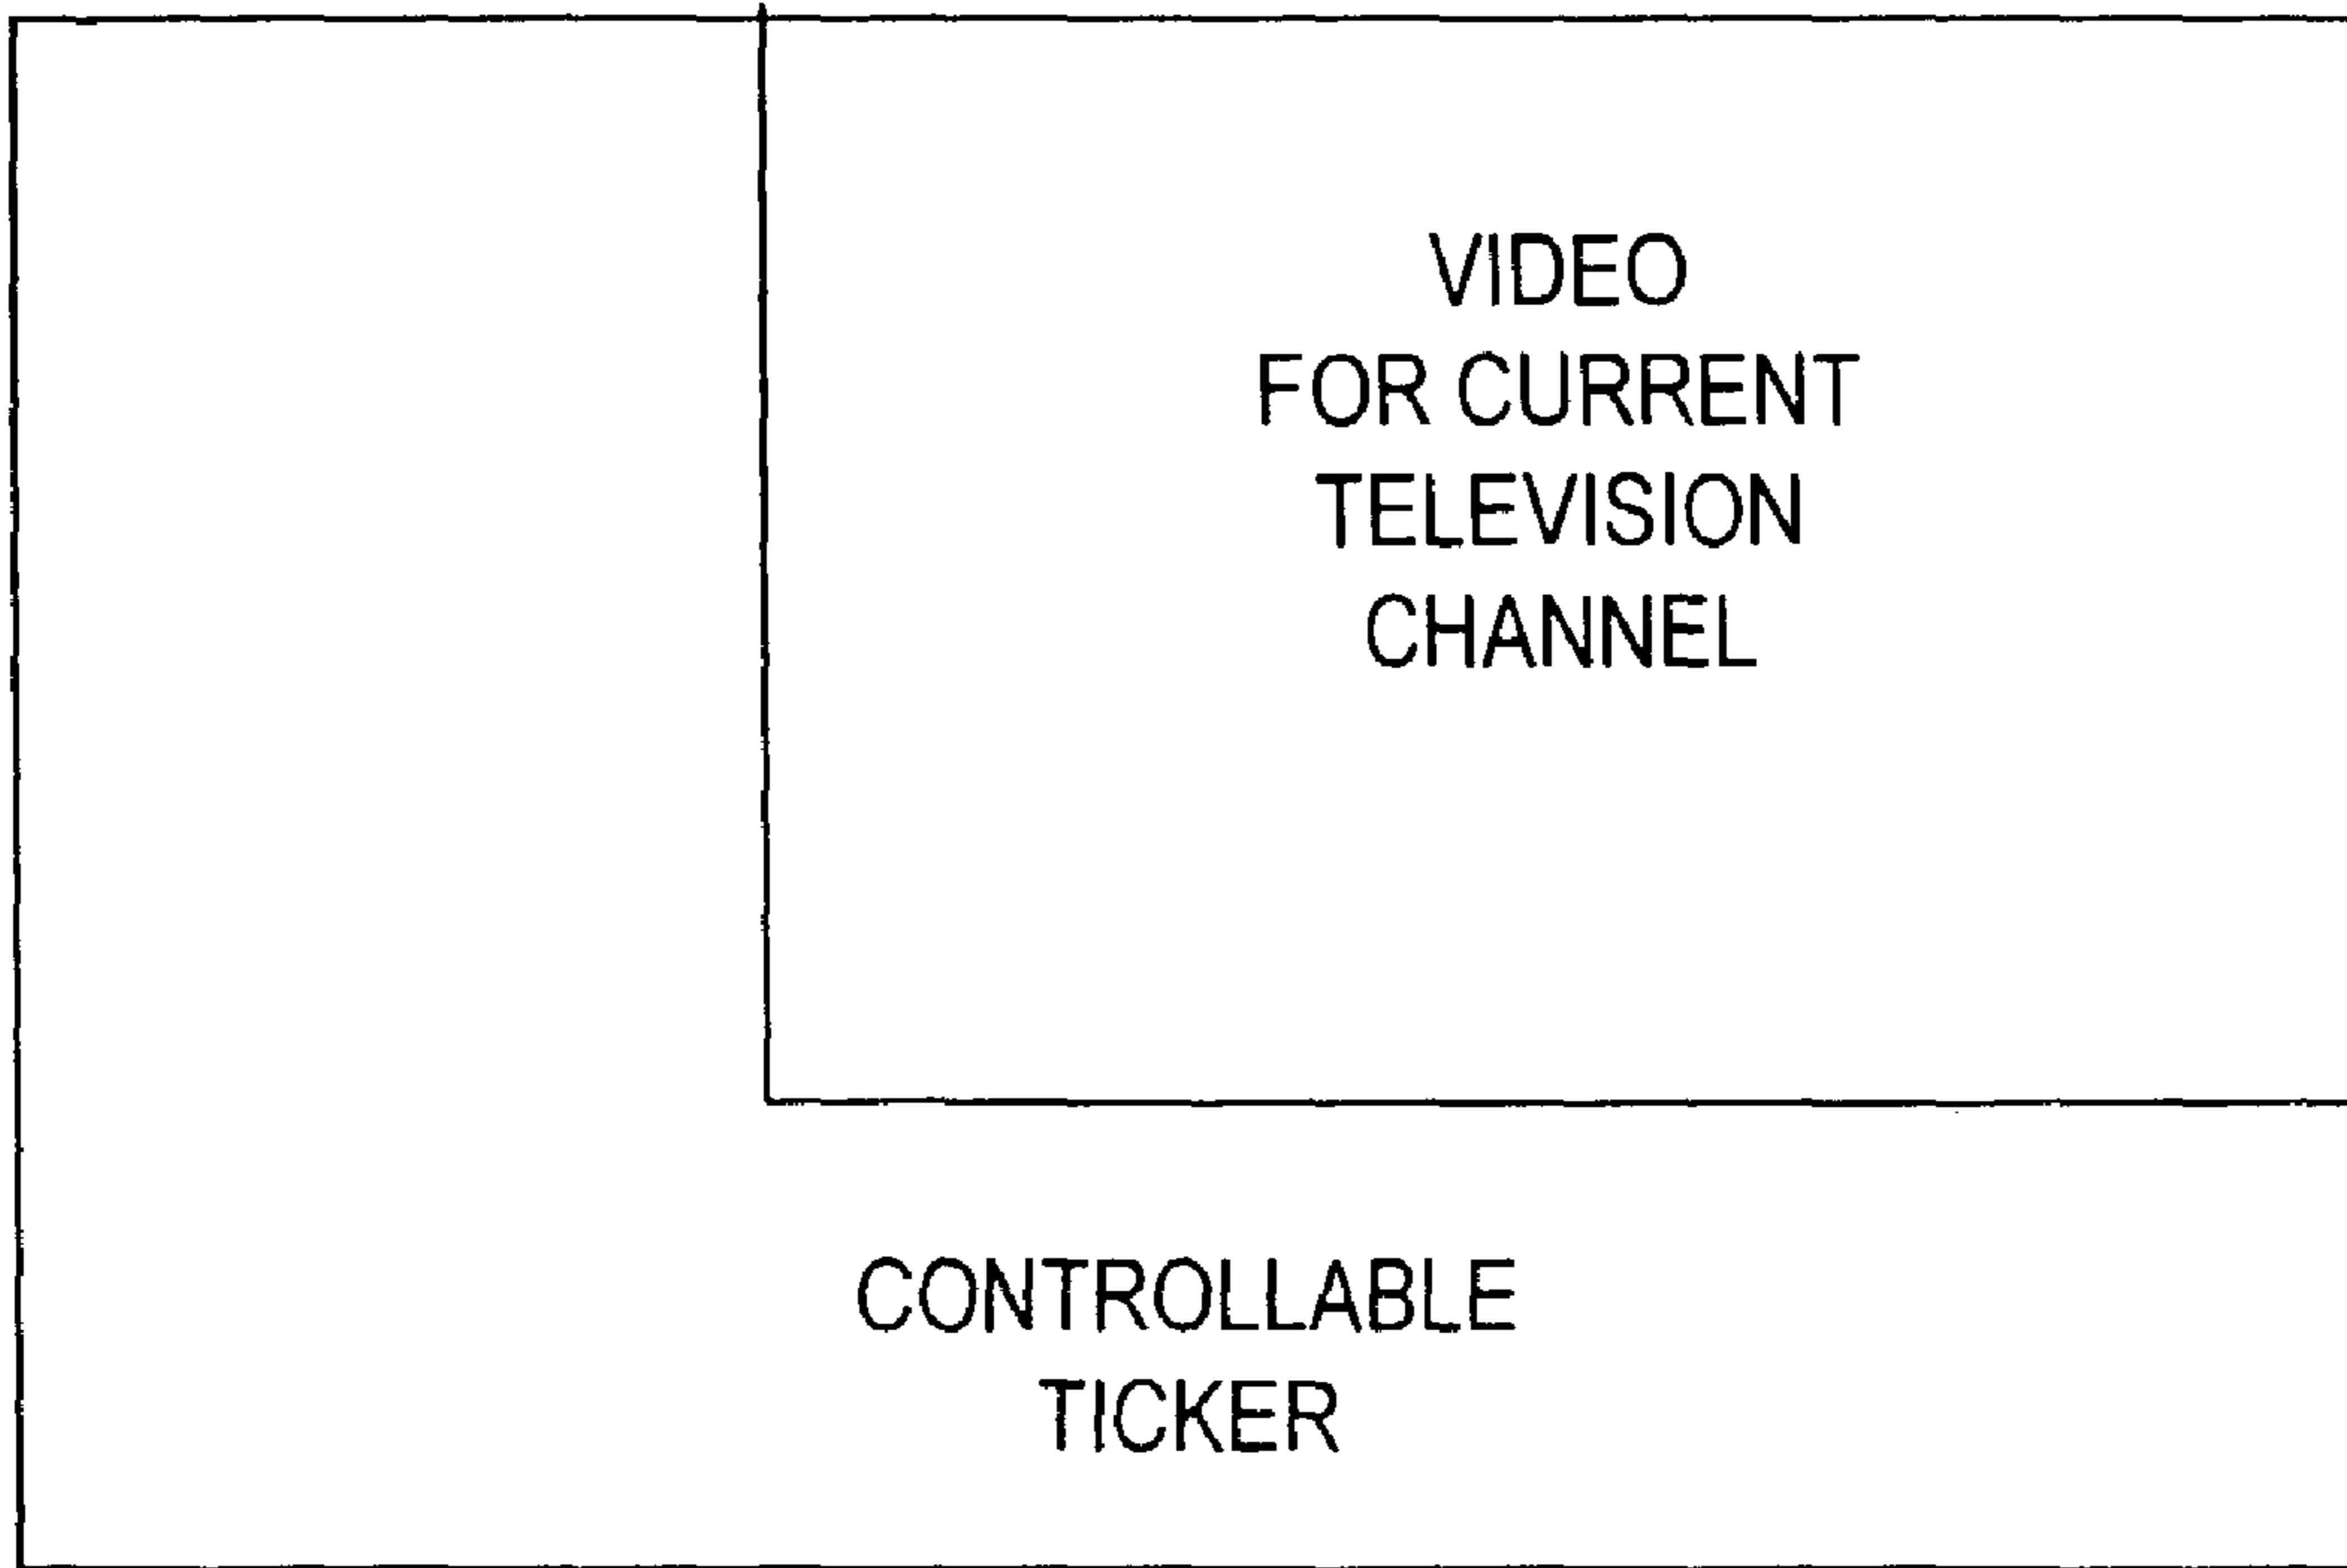 VIDEO
FOR CURRENT
TELEVISION
CHANNEL
CONTROLLABLE
TICKER